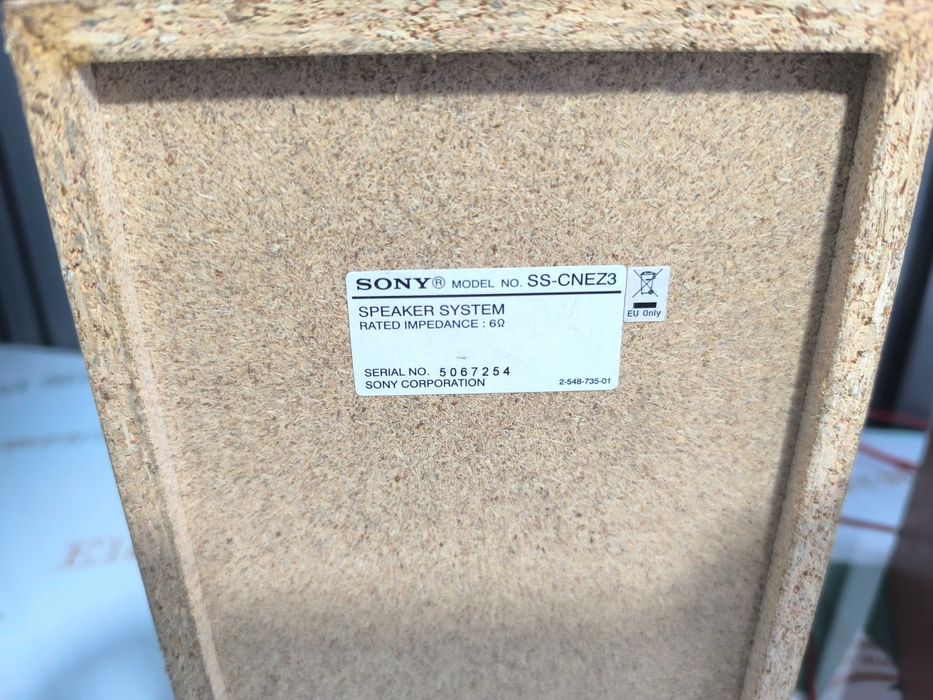 SONY® MODEL NO. SS-CNEZ3
SPEAKER SYSTEM
RATED IMPEDANCE : 6Ω
SERIAL NO. 5067254
SONY CORPORATION 2-548-735-01
EU Only